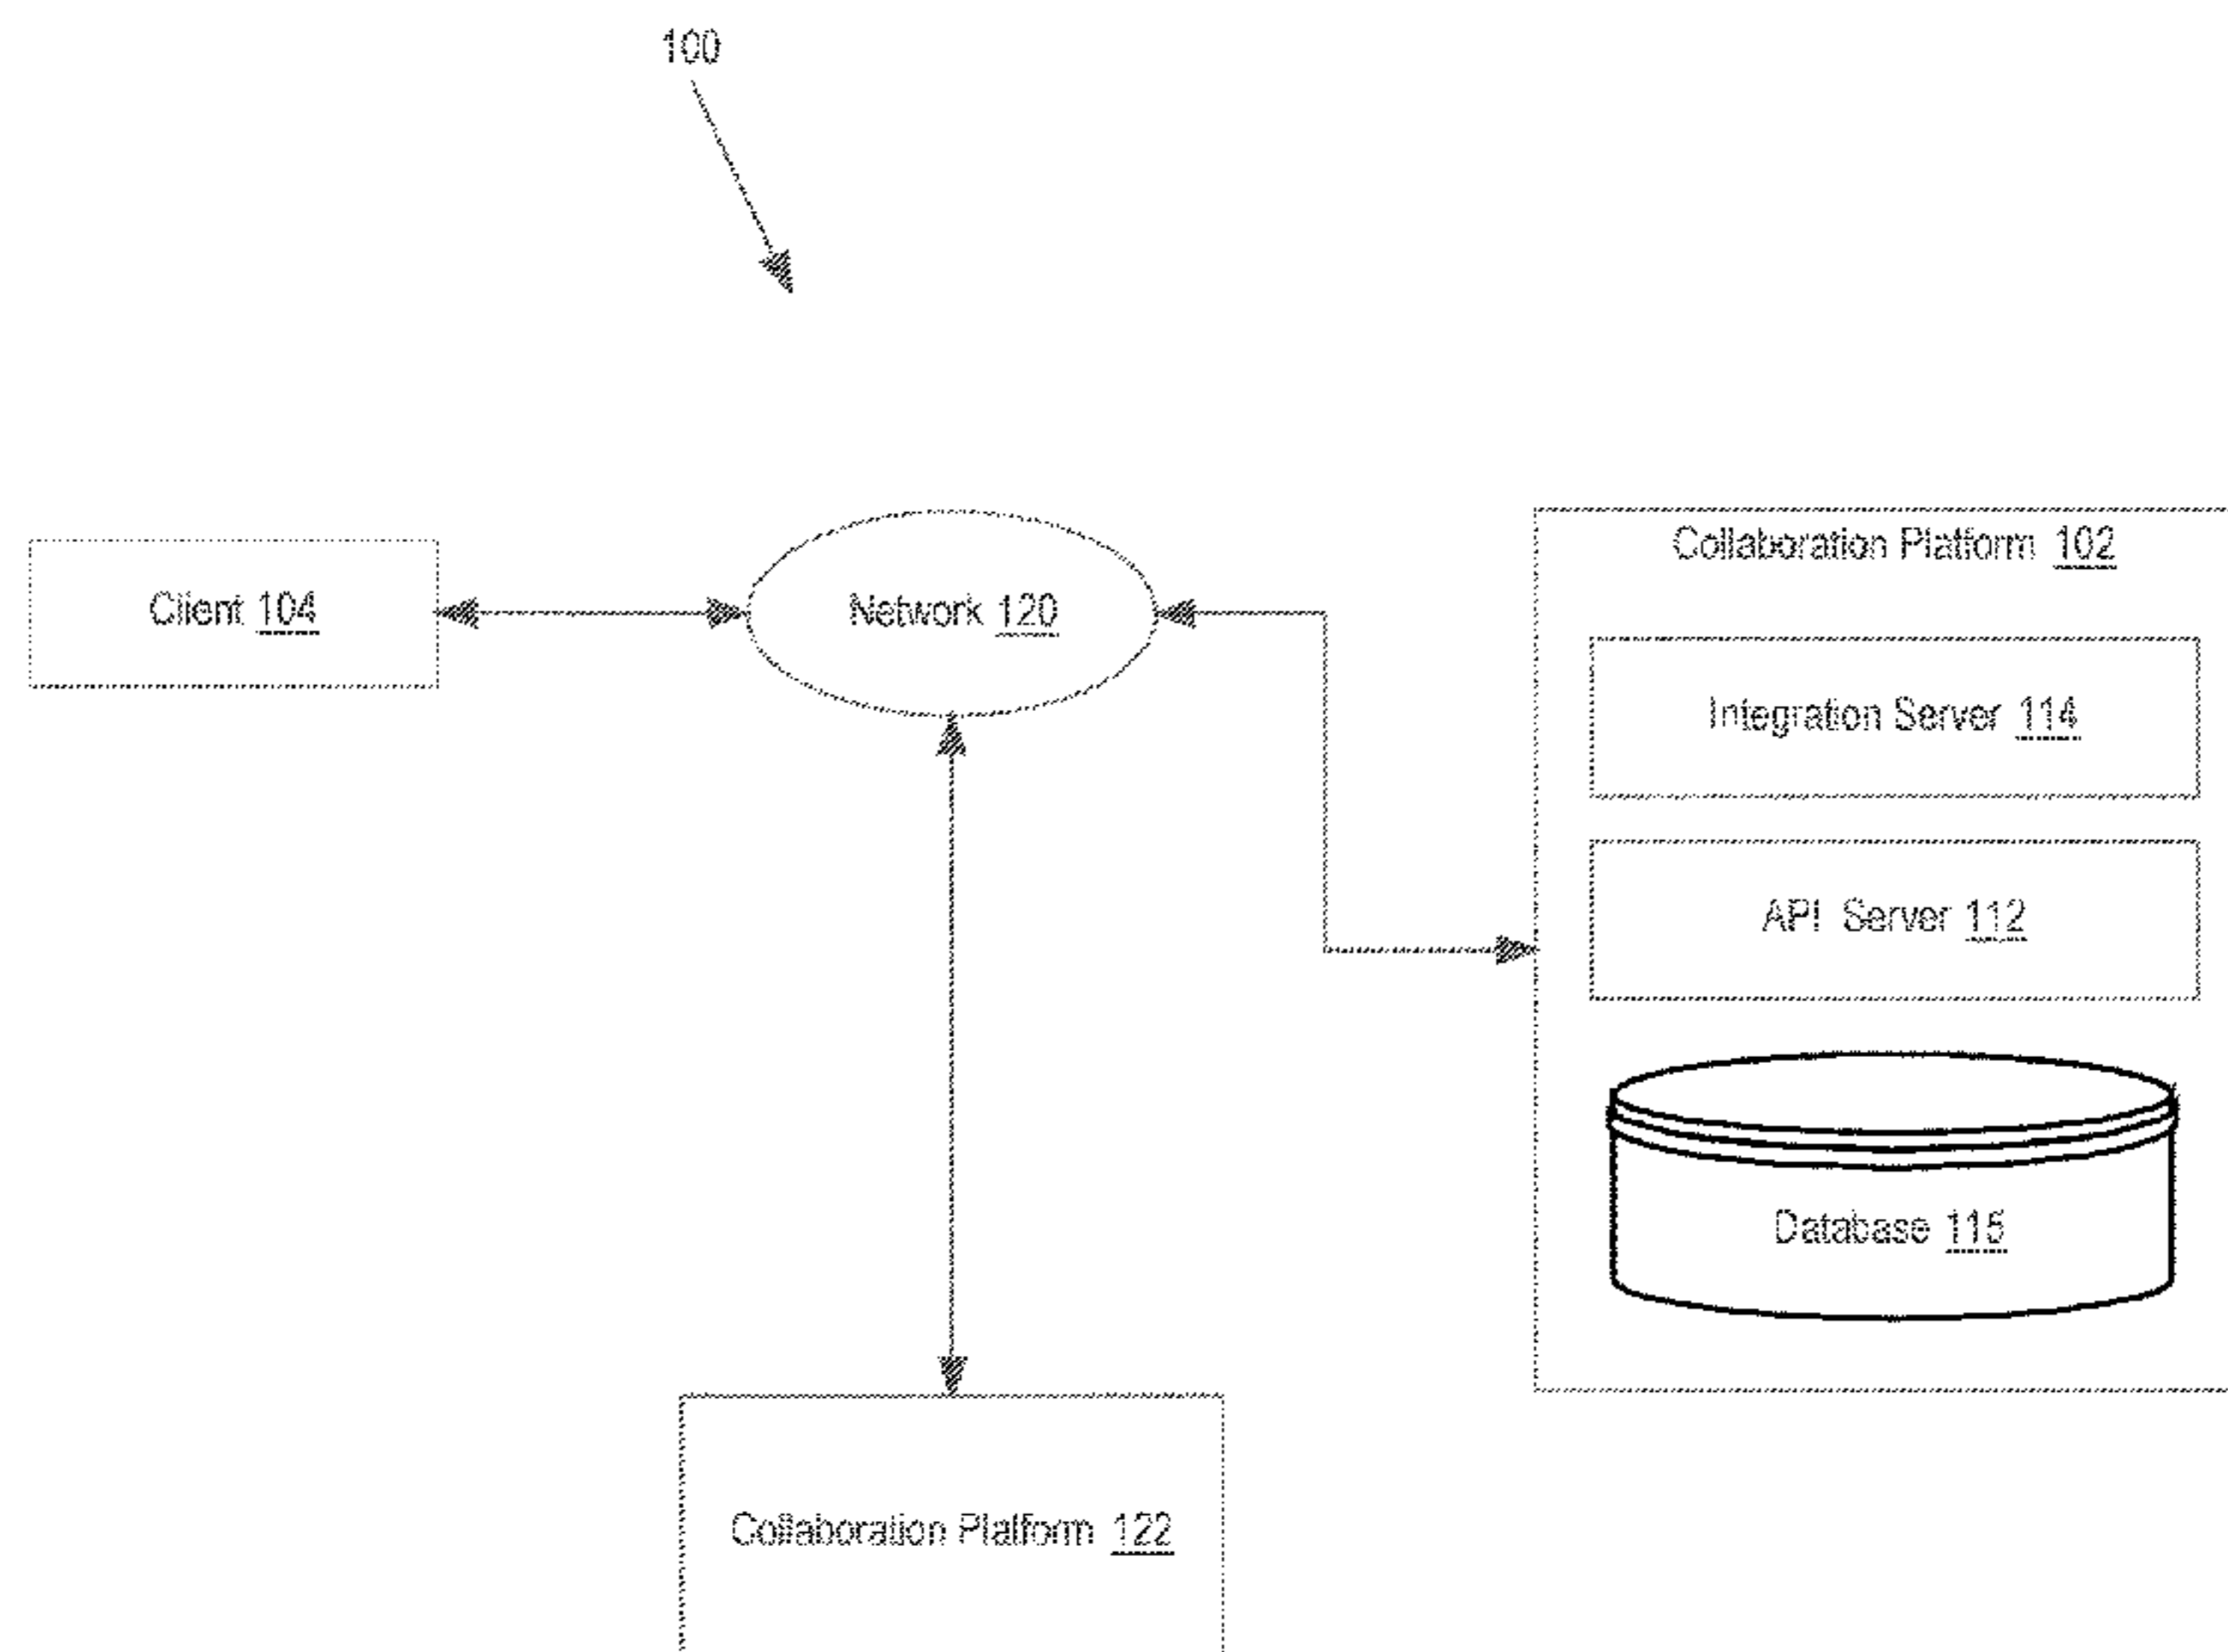 100
Collaboration Platform 102
Client 104
Network 120
Integration Server 114
API Server 112
Database 115
Collaboration Platform 122